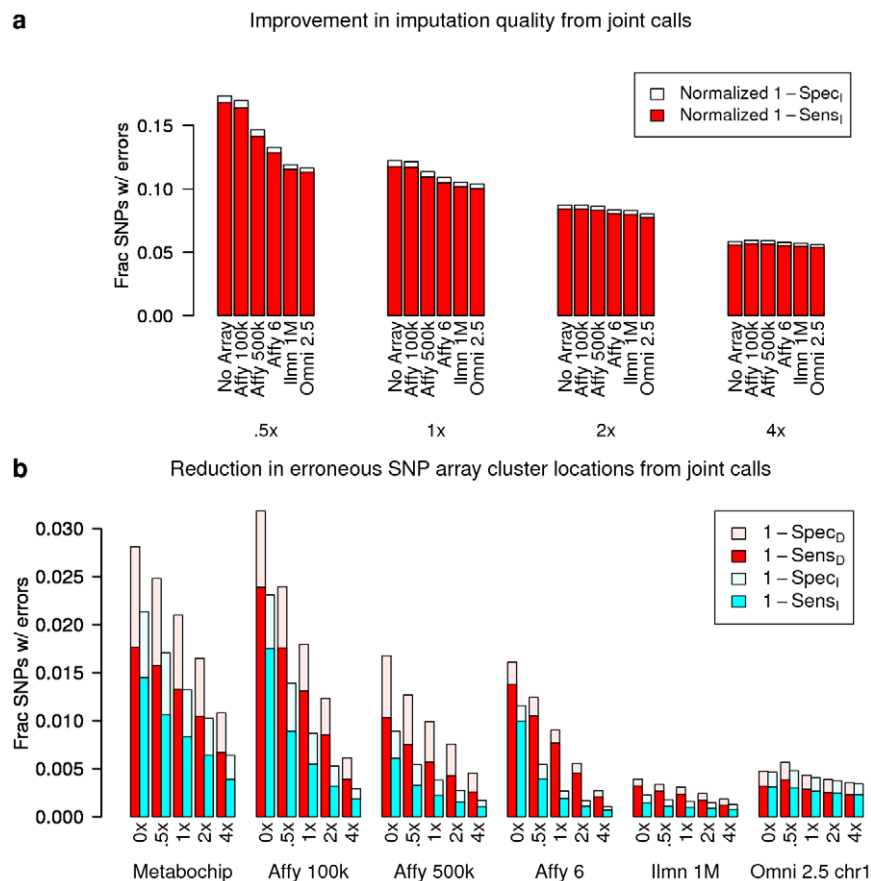 a
Improvement in imputation quality from joint calls
Normalized 1 − Spec_I
Normalized 1 − Sens_I
Frac SNPs w/ errors
0.15
0.10
0.05
0.00
No Array
Affy 100k
Affy 500k
Affy 6
Ilmn 1M
Omni 2.5
No Array
Affy 100k
Affy 500k
Affy 6
Ilmn 1M
Omni 2.5
No Array
Affy 100k
Affy 500k
Affy 6
Ilmn 1M
Omni 2.5
No Array
Affy 100k
Affy 500k
Affy 6
Ilmn 1M
Omni 2.5
.5x 1x 2x 4x
b
Reduction in erroneous SNP array cluster locations from joint calls
1 − Spec_D
1 − Sens_D
1 − Spec_I
1 − Sens_I
Frac SNPs w/ errors
0.030
0.025
0.020
0.015
0.010
0.005
0.000
0x .5x 1x 2x 4x 0x .5x 1x 2x 4x 0x .5x 1x 2x 4x 0x .5x 1x 2x 4x 0x .5x 1x 2x 4x 0x .5x 1x 2x 4x
Metabochip Affy 100k Affy 500k Affy 6 Ilmn 1M Omni 2.5 chr1